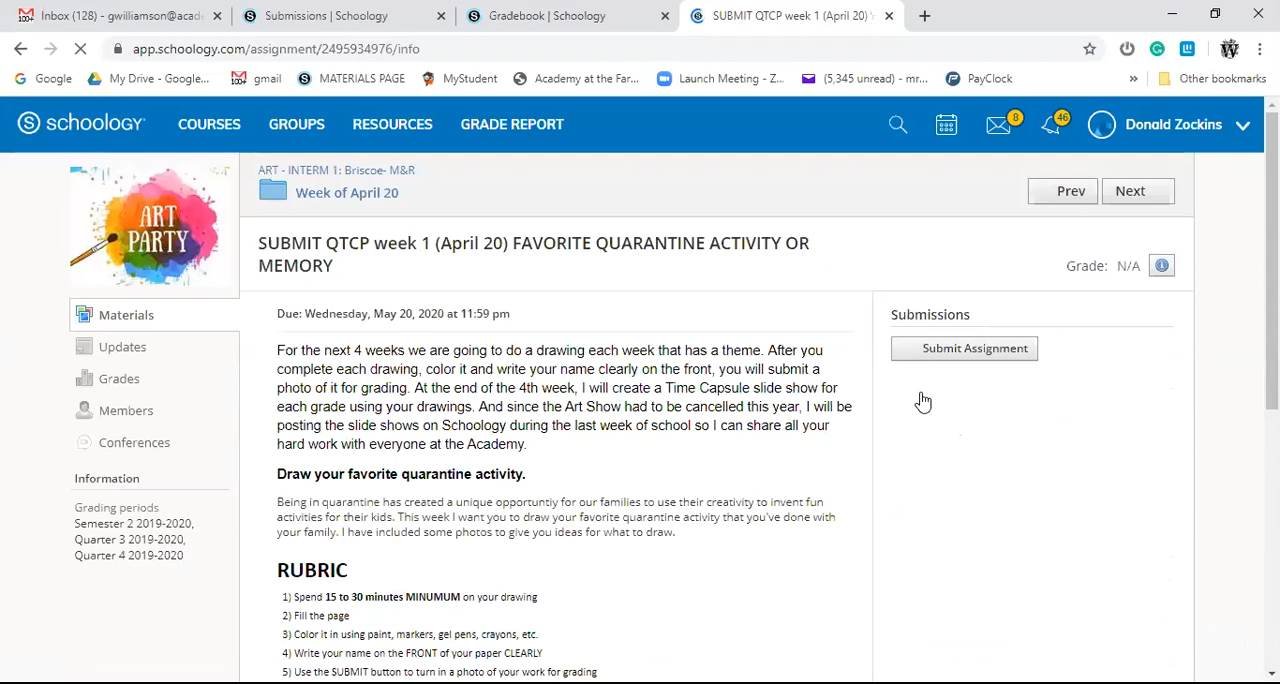 Inbox (128) - gwilliamson@acade
Submissions | Schoology
Gradebook | Schoology
SUBMIT QTCP week 1 (April 20) '
app.schoology.com/assignment/2495934976/info
Google
My Drive - Google...
gmail
MATERIALS PAGE
MyStudent
Academy at the Far...
Launch Meeting - Z...
(5,345 unread) - mr...
PayClock
»
Other bookmarks
schoology
COURSES
GROUPS
RESOURCES
GRADE REPORT
8
46
Donald Zockins
ART PARTY
ART - INTERM 1: Briscoe- M&R
Week of April 20
Prev
Next
SUBMIT QTCP week 1 (April 20) FAVORITE QUARANTINE ACTIVITY OR
MEMORY
Grade: N/A
Materials
Updates
Grades
Members
Conferences
Information
Grading periods
Semester 2 2019-2020,
Quarter 3 2019-2020,
Quarter 4 2019-2020
Due: Wednesday, May 20, 2020 at 11:59 pm
For the next 4 weeks we are going to do a drawing each week that has a theme. After you
complete each drawing, color it and write your name clearly on the front, you will submit a
photo of it for grading. At the end of the 4th week, I will create a Time Capsule slide show for
each grade using your drawings. And since the Art Show had to be cancelled this year, I will be
posting the slide shows on Schoology during the last week of school so I can share all your
hard work with everyone at the Academy.
Draw your favorite quarantine activity.
Being in quarantine has created a unique opportuntiy for our families to use their creativity to invent fun
activities for their kids. This week I want you to draw your favorite quarantine activity that you've done with
your family. I have included some photos to give you ideas for what to draw.
RUBRIC
1) Spend 15 to 30 minutes MINUMUM on your drawing
2) Fill the page
3) Color it in using paint, markers, gel pens, crayons, etc.
4) Write your name on the FRONT of your paper CLEARLY
5) Use the SUBMIT button to turn in a photo of your work for grading
Submissions
Submit Assignment